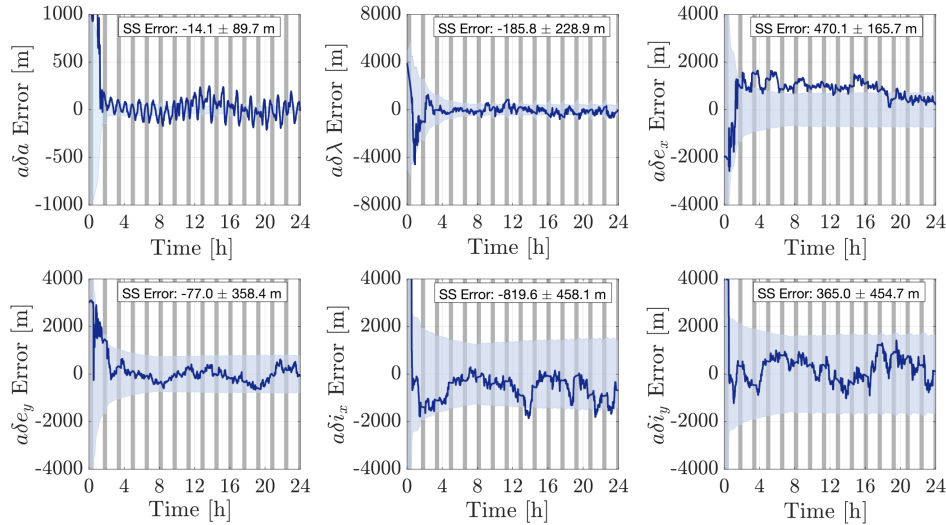 SS Error: -14.1 ± 89.7 m
aδa Error [m]
1000
500
0
-500
-1000
0 4 8 12 16 20 24
Time [h]
SS Error: -185.8 ± 228.9 m
aδλ Error [m]
8000
4000
0
-4000
-8000
0 4 8 12 16 20 24
Time [h]
SS Error: 470.1 ± 165.7 m
aδeₓ Error [m]
4000
2000
0
-2000
-4000
0 4 8 12 16 20 24
Time [h]
SS Error: -77.0 ± 358.4 m
aδe_y Error [m]
4000
2000
0
-2000
-4000
0 4 8 12 16 20 24
Time [h]
SS Error: -819.6 ± 458.1 m
aδiₓ Error [m]
4000
2000
0
-2000
-4000
0 4 8 12 16 20 24
Time [h]
SS Error: 365.0 ± 454.7 m
aδi_y Error [m]
4000
2000
0
-2000
-4000
0 4 8 12 16 20 24
Time [h]